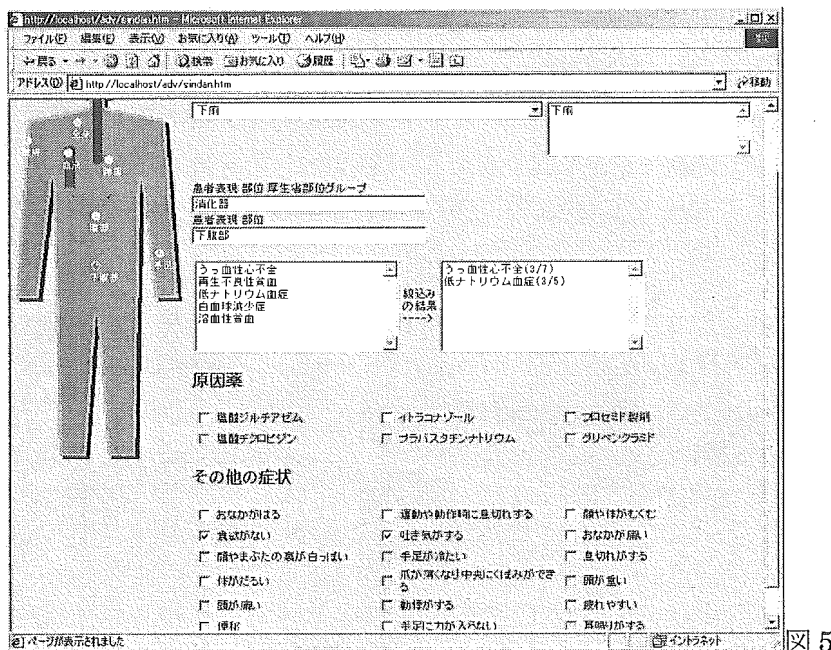 http://localhost/adv/sindan.htm - Microsoft Internet Explorer
ファイル(F) 編集(E) 表示(V) お気に入り(A) ツール(T) ヘルプ(H)
戻る 検索 お気に入り 履歴
アドレス(D) http://localhost/adv/sindan.htm 移動
下痢 下痢
患者表現 部位 厚生省部位グループ
消化器
患者表現 部位
下腹部
うっ血性心不全
再生不良性貧血
低ナトリウム血症
白血球減少症
溶血性貧血
絞込み
の結果
---->
うっ血性心不全(3/7)
低ナトリウム血症(3/5)
原因薬
塩酸ジルチアゼム イトラコナゾール フロセミド製剤
塩酸チクロピジン プラバスタチンナトリウム グリベンクラミド
その他の症状
おなかがはる 運動や動作時に息切れする 顔や体がむくむ
食欲がない 吐き気がする おなかが痛い
顔やまぶたの裏が白っぽい 手足が冷たい 息切れがする
体がだるい 爪が薄くなり中央にくぼみができる 頭が重い
頭が痛い 動悸がする 疲れやすい
便秘 手足に力が入らない 耳鳴りがする
ページが表示されました イントラネット
図 5